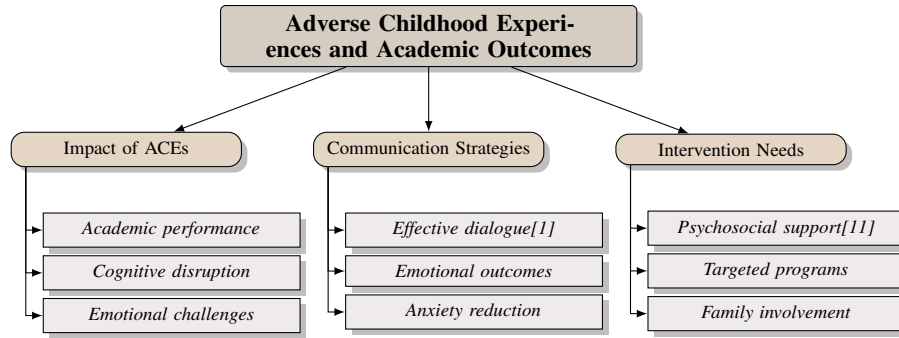 Adverse Childhood Experi-
ences and Academic Outcomes
Impact of ACEs
Academic performance
Cognitive disruption
Emotional challenges
Communication Strategies
Effective dialogue[1]
Emotional outcomes
Anxiety reduction
Intervention Needs
Psychosocial support[11]
Targeted programs
Family involvement